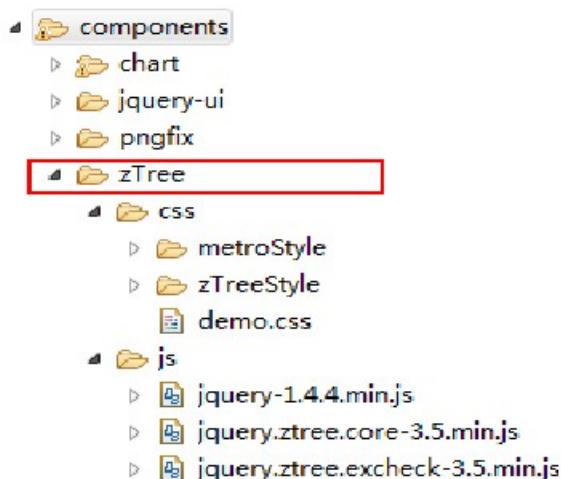 components
chart
jquery-ui
pngfix
zTree
css
metroStyle
zTreeStyle
demo.css
js
jquery-1.4.4.min.js
jquery.ztree.core-3.5.min.js
jquery.ztree.excheck-3.5.min.js